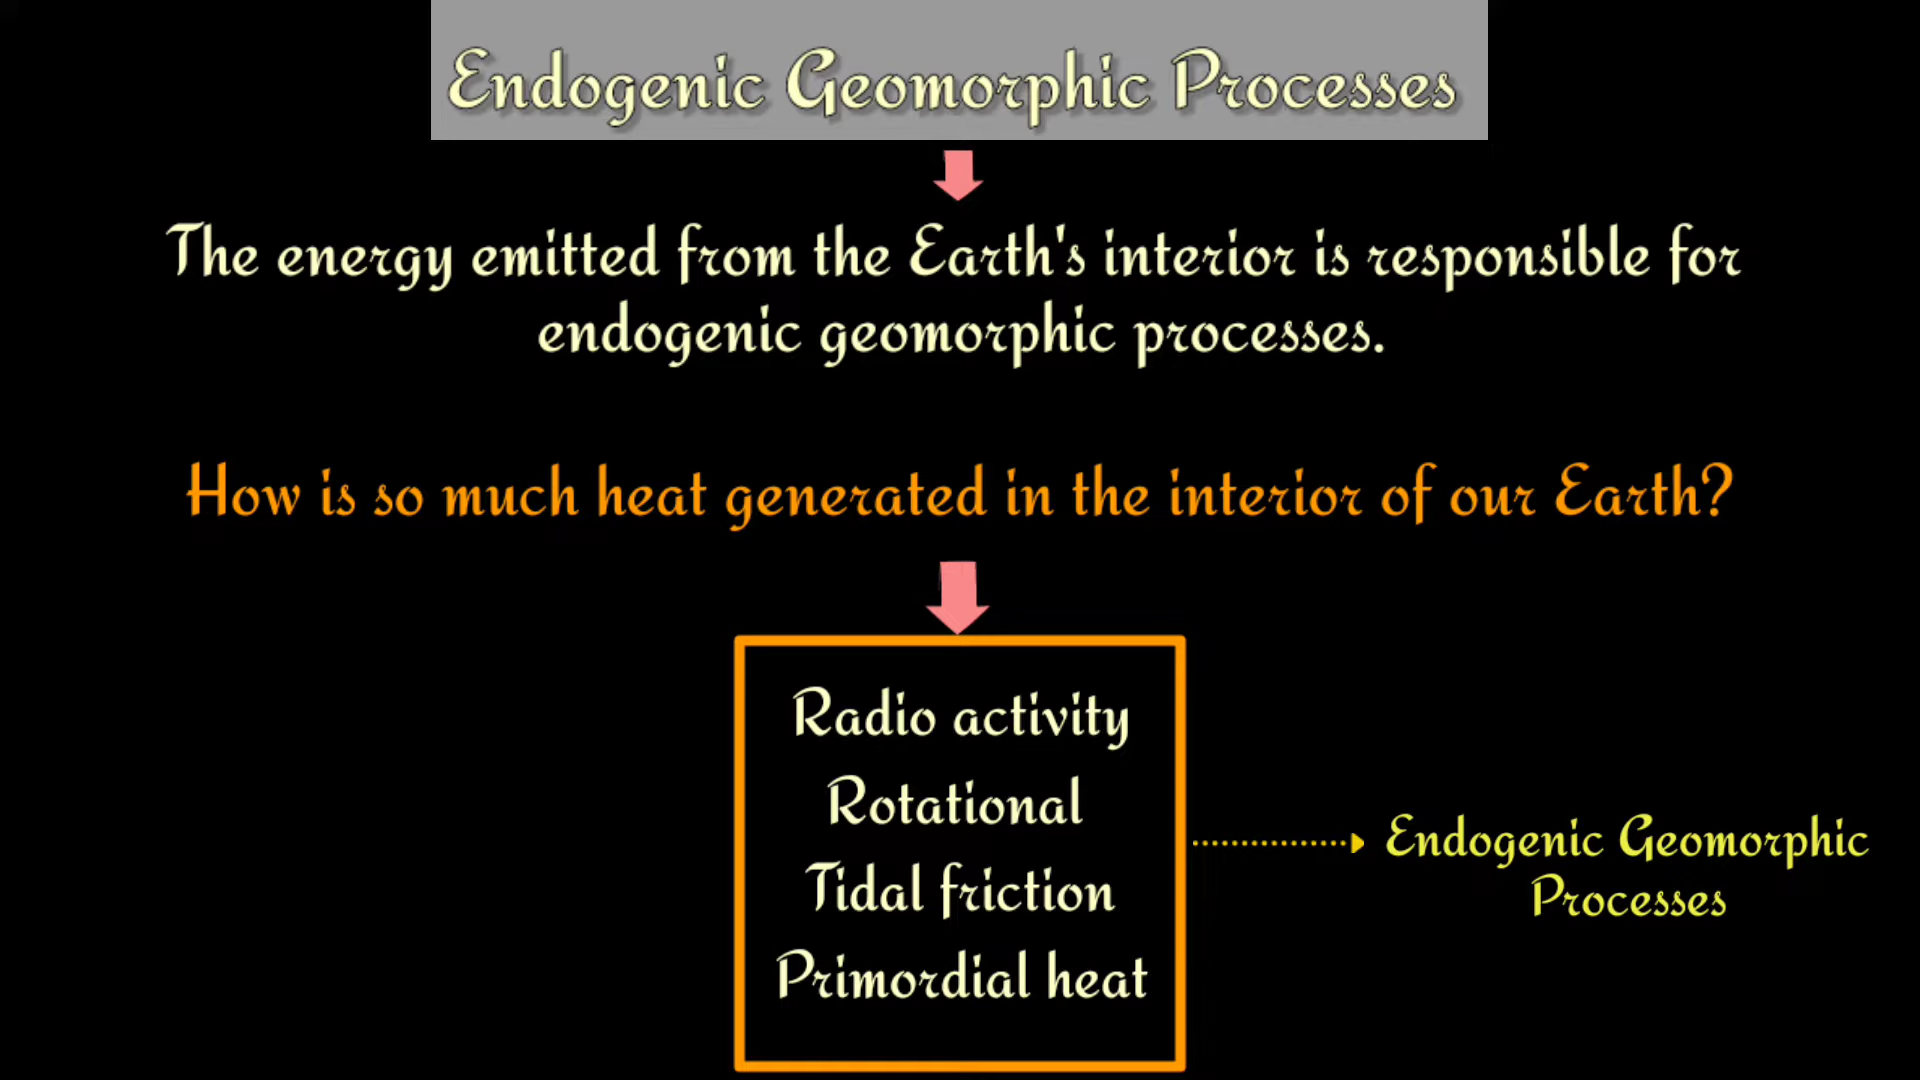 Endogenic Geomorphic Processes
The energy emitted from the Earth's interior is responsible for
endogenic geomorphic processes.
How is so much heat generated in the interior of our Earth?
Radio activity
Rotational
Tidal friction
Primordial heat
Endogenic Geomorphic
Processes